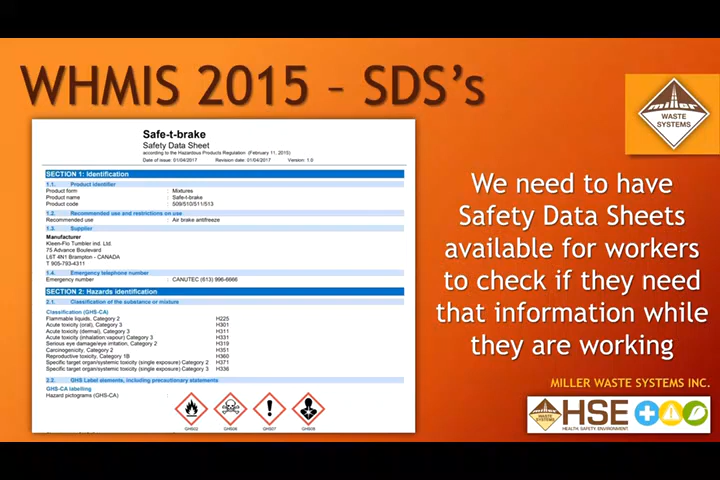 WHMIS 2015 – SDS's
miller
WASTE
SYSTEMS
Safe-t-brake
Safety Data Sheet
according to the Hazardous Products Regulation (February 11, 2015)
Date of issue: 01/04/2017 Revision date: 01/04/2017 Version: 1.0
SECTION 1: Identification
1.1. Product identifier
Product form : Mixtures
Product name : Safe-t-brake
Product code : 509/510/511/513
1.2. Recommended use and restrictions on use
Recommended use : Air brake antifreeze
1.3. Supplier
Manufacturer
Kleen-Flo Tumbler ind. Ltd.
75 Advance Boulevard
L6T 4N1 Brampton - CANADA
T 905-793-4311
1.4. Emergency telephone number
Emergency number : CANUTEC (613) 996-6666
SECTION 2: Hazards identification
2.1. Classification of the substance or mixture
Classification (GHS-CA)
Flammable liquids, Category 2 H225
Acute toxicity (oral), Category 3 H301
Acute toxicity (dermal), Category 3 H311
Acute toxicity (inhalation:vapour) Category 3 H331
Serious eye damage/eye irritation, Category 2 H319
Carcinogenicity, Category 2 H351
Reproductive toxicity, Category 1B H360
Specific target organ/systemic toxicity (single exposure) Category 2 H371
Specific target organ/systemic toxicity (single exposure), Category 3 H336
2.2. GHS Label elements, including precautionary statements
GHS-CA labelling
Hazard pictograms (GHS-CA) :
GHS02 GHS06 GHS07 GHS08
We need to have
Safety Data Sheets
available for workers
to check if they need
that information while
they are working
MILLER WASTE SYSTEMS INC.
WASTE
SYSTEMS
HSE
HEALTH SAFETY ENVIRONMENT